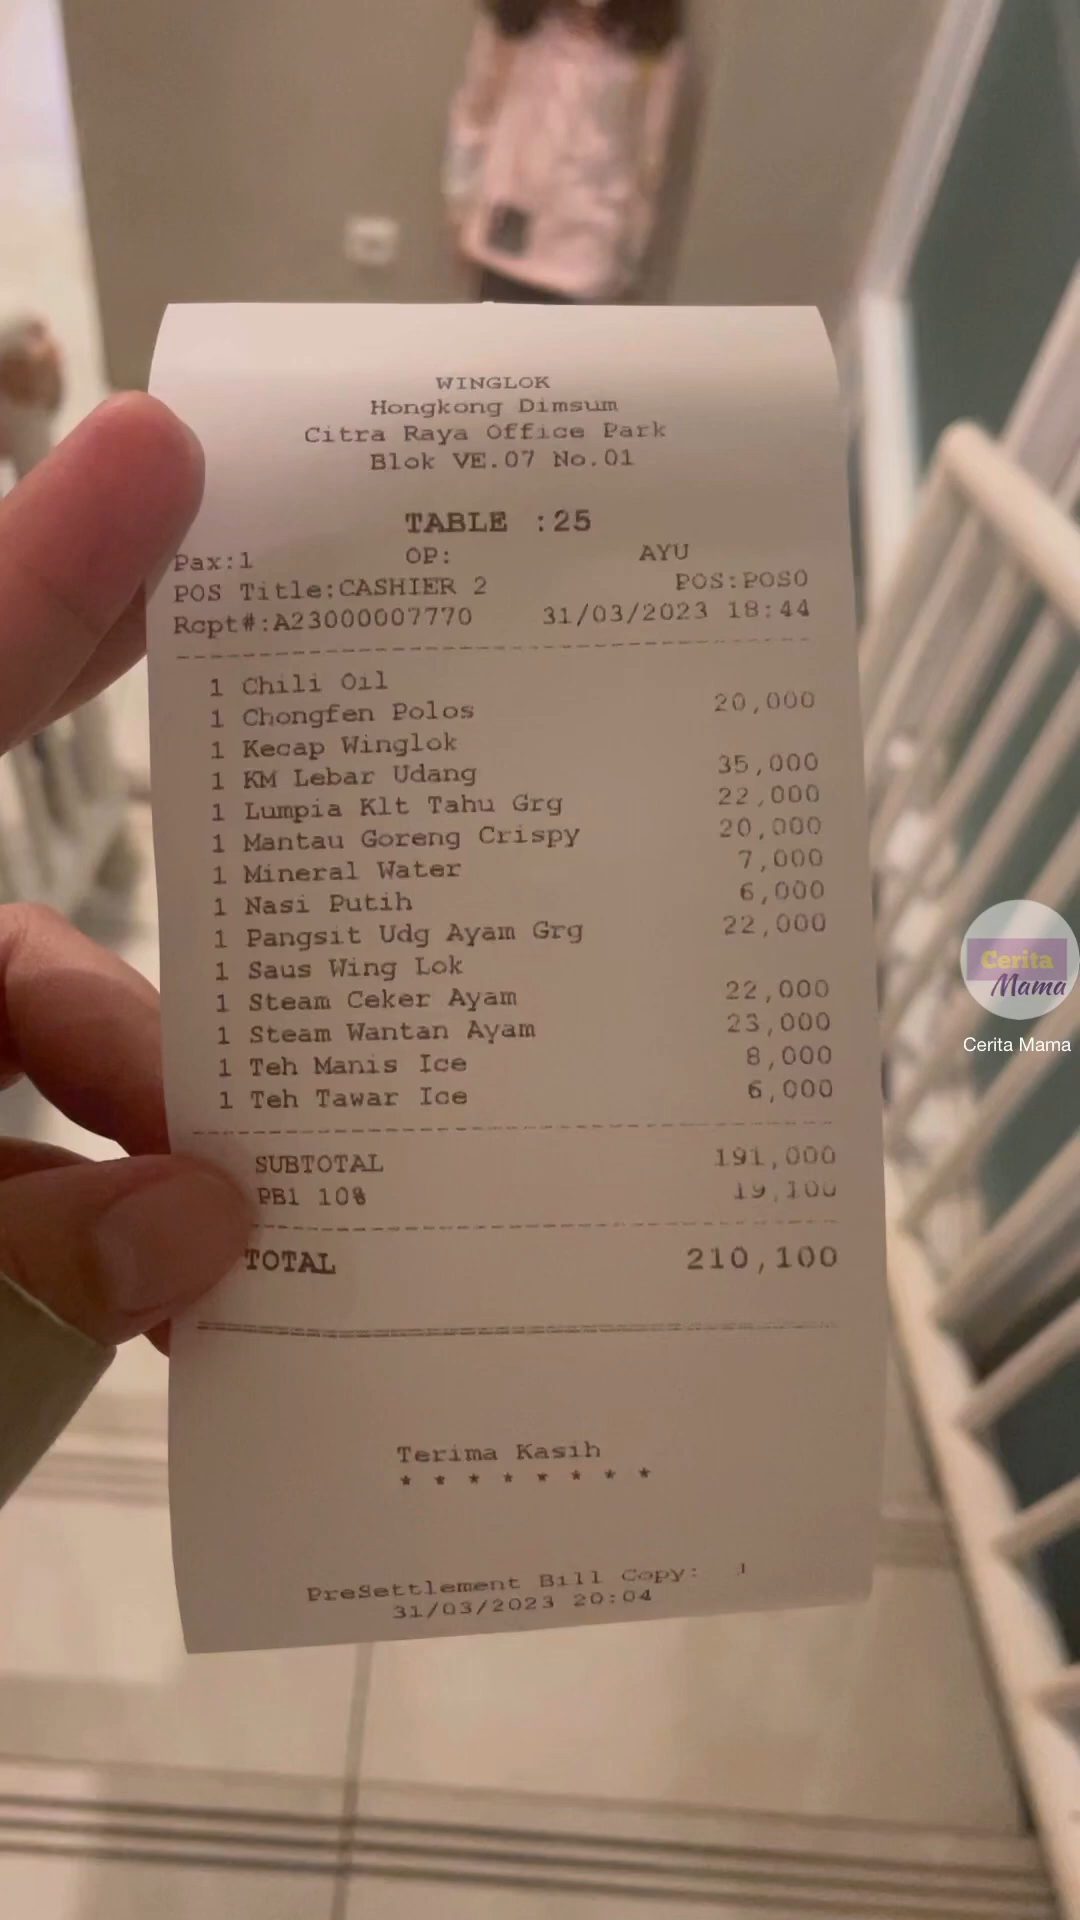 WINGLOK
Hongkong Dimsum
Citra Raya Office Park
Blok VE.07 No.01
TABLE :25
Pax:1 OP: AYU
POS Title:CASHIER 2 POS:POS0
Rcpt#:A23000007770 31/03/2023 18:44
1 Chili Oil
1 Chongfen Polos 20,000
1 Kecap Winglok
1 KM Lebar Udang 35,000
1 Lumpia Klt Tahu Grg 22,000
1 Mantau Goreng Crispy 20,000
1 Mineral Water 7,000
1 Nasi Putih 6,000
1 Pangsit Udg Ayam Grg 22,000
1 Saus Wing Lok
1 Steam Ceker Ayam 22,000
1 Steam Wantan Ayam 23,000
1 Teh Manis Ice 8,000
1 Teh Tawar Ice 6,000
SUBTOTAL 191,000
PB1 10% 19,100
TOTAL 210,100
Terima Kasih
* * * * * * * *
PreSettlement Bill Copy: 1
31/03/2023 20:04
Cerita
Mama
Cerita Mama